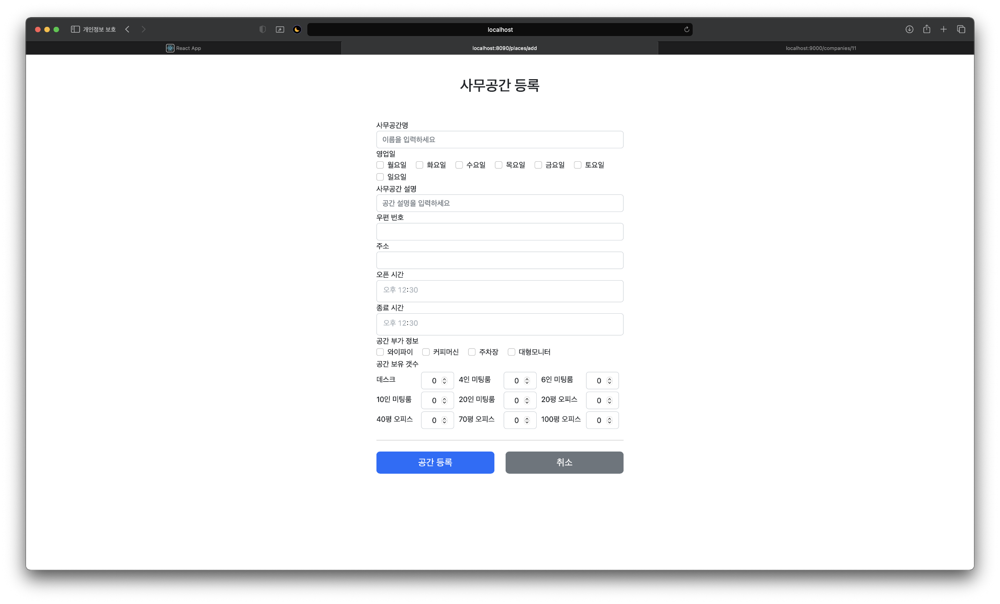 개인정보 보호
localhost
React App
localhost:8090/places/add
localhost:9000/companies/11
사무공간 등록
사무공간명
이름을 입력하세요
영업일
월요일 화요일 수요일 목요일 금요일 토요일
일요일
사무공간 설명
공간 설명을 입력하세요
우편 번호
주소
오픈 시간
오후 12:30
종료 시간
오후 12:30
공간 부가 정보
와이파이 커피머신 주차장 대형모니터
공간 보유 갯수
데스크 0 4인 미팅룸 0 6인 미팅룸 0
10인 미팅룸 0 20인 미팅룸 0 20평 오피스 0
40평 오피스 0 70평 오피스 0 100평 오피스 0
공간 등록 취소